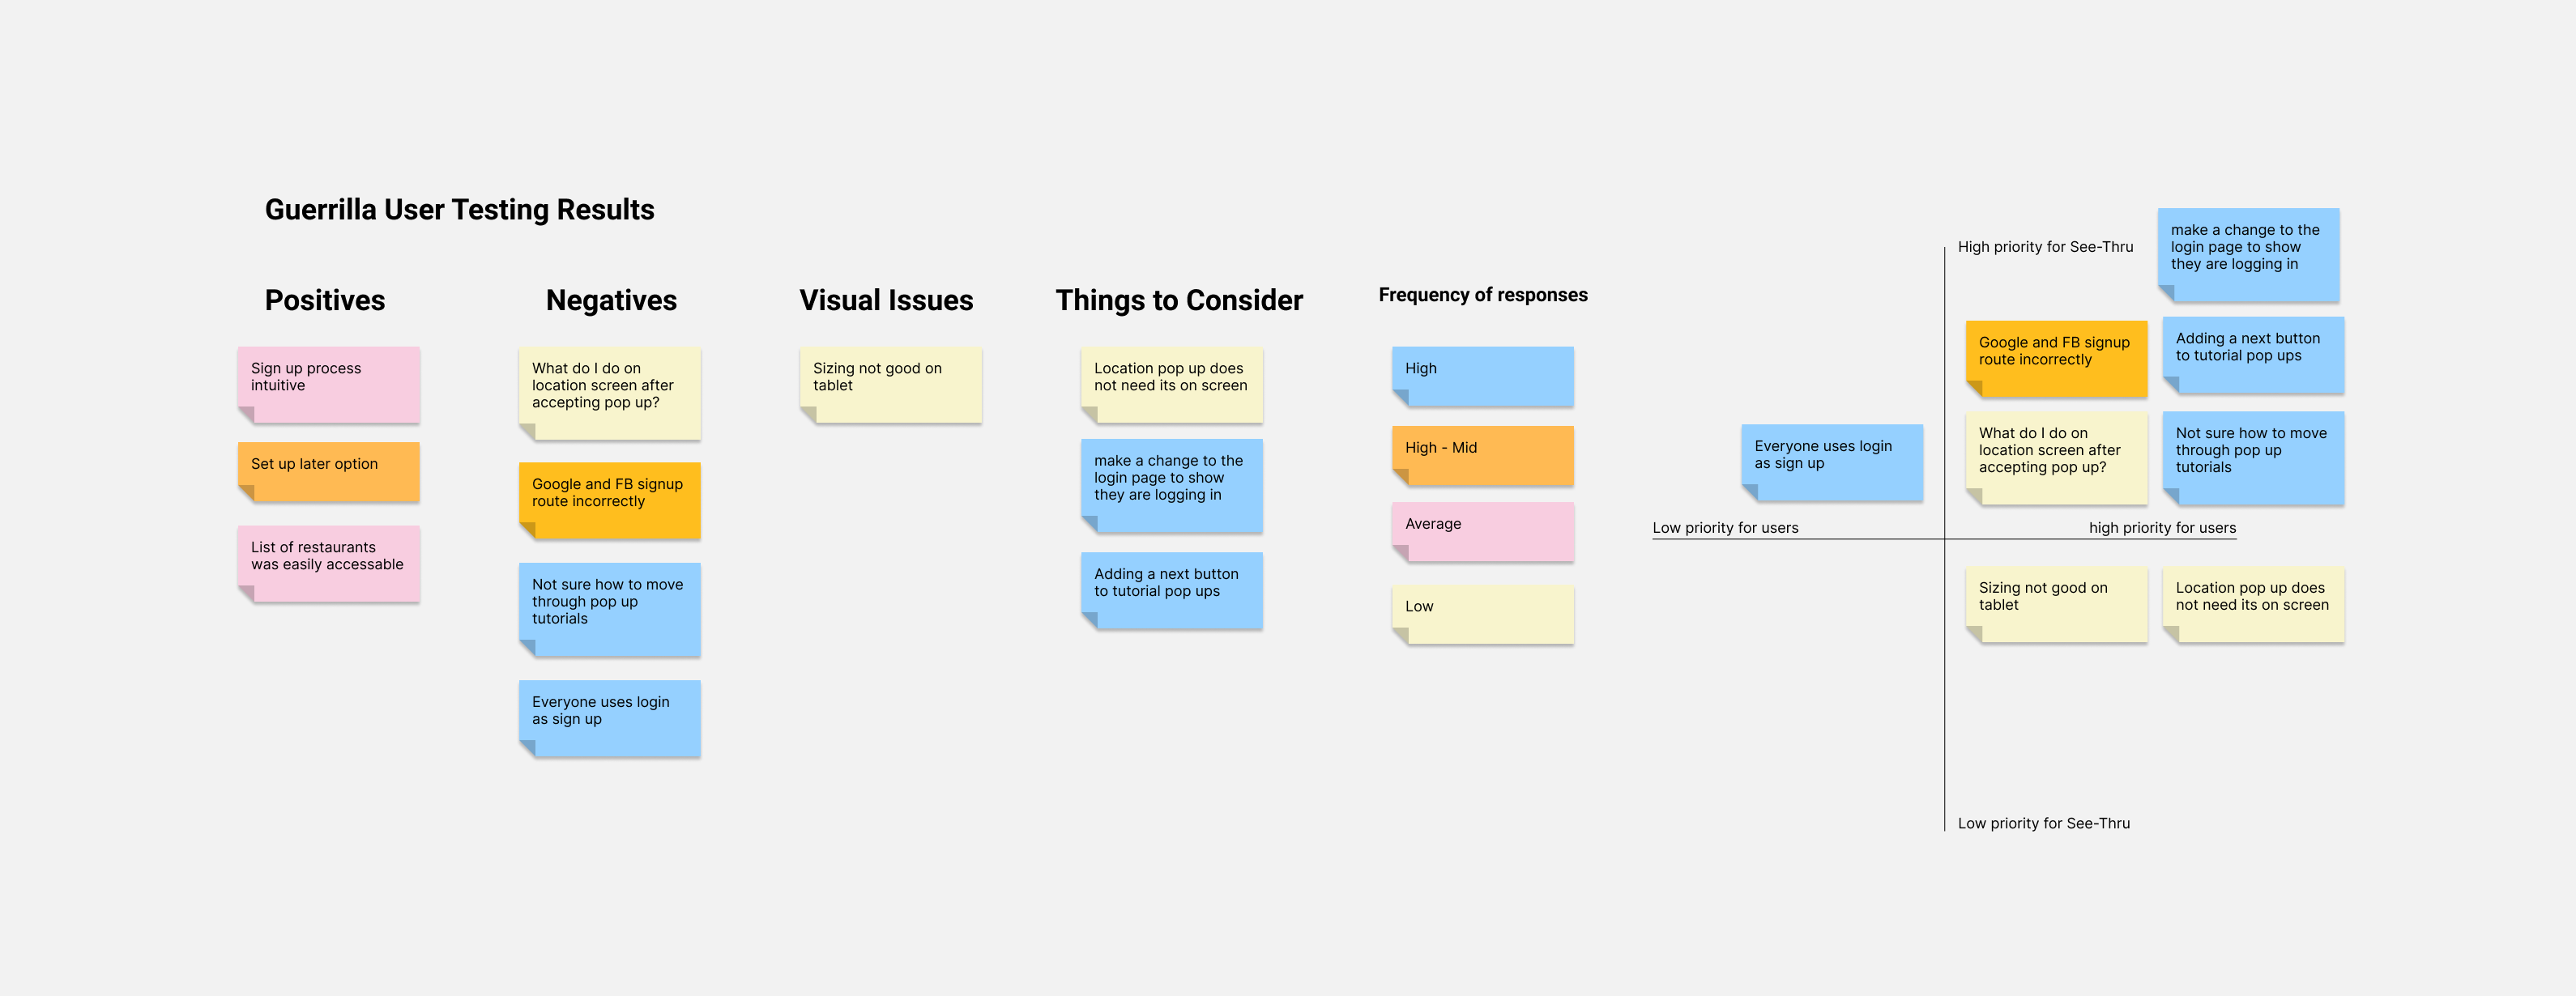 Guerrilla User Testing Results
Positives
Sign up process
intuitive
Set up later option
List of restaurants
was easily accessable
Negatives
What do I do on
location screen after
accepting pop up?
Google and FB signup
route incorrectly
Not sure how to move
through pop up
tutorials
Everyone uses login
as sign up
Visual Issues
Sizing not good on
tablet
Things to Consider
Location pop up does
not need its on screen
make a change to the
login page to show
they are logging in
Adding a next button
to tutorial pop ups
Frequency of responses
High
High - Mid
Average
Low
High priority for See-Thru
make a change to the
login page to show
they are logging in
Google and FB signup
route incorrectly
Adding a next button
to tutorial pop ups
Everyone uses login
as sign up
What do I do on
location screen after
accepting pop up?
Not sure how to move
through pop up
tutorials
Low priority for users
high priority for users
Sizing not good on
tablet
Location pop up does
not need its on screen
Low priority for See-Thru